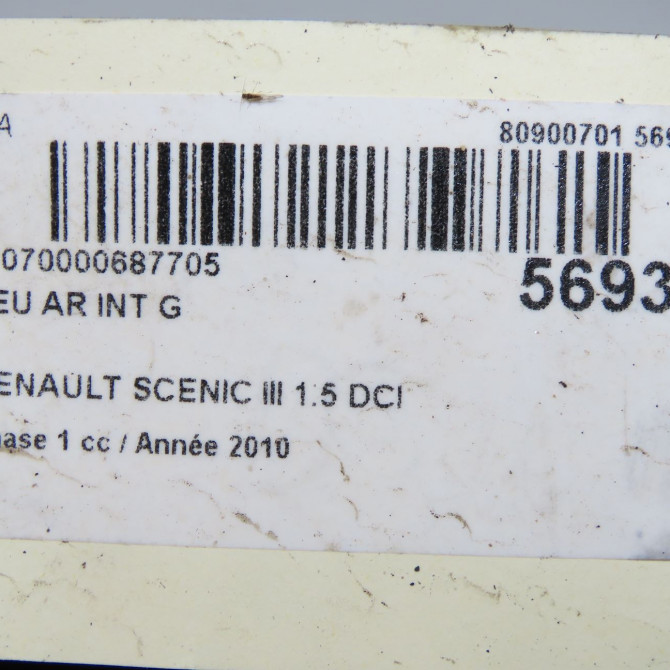 A
80900701 569
070000687705
5693
EU AR INT G
ENAULT SCENIC III 1.5 DCI
hase 1 cc / Année 2010